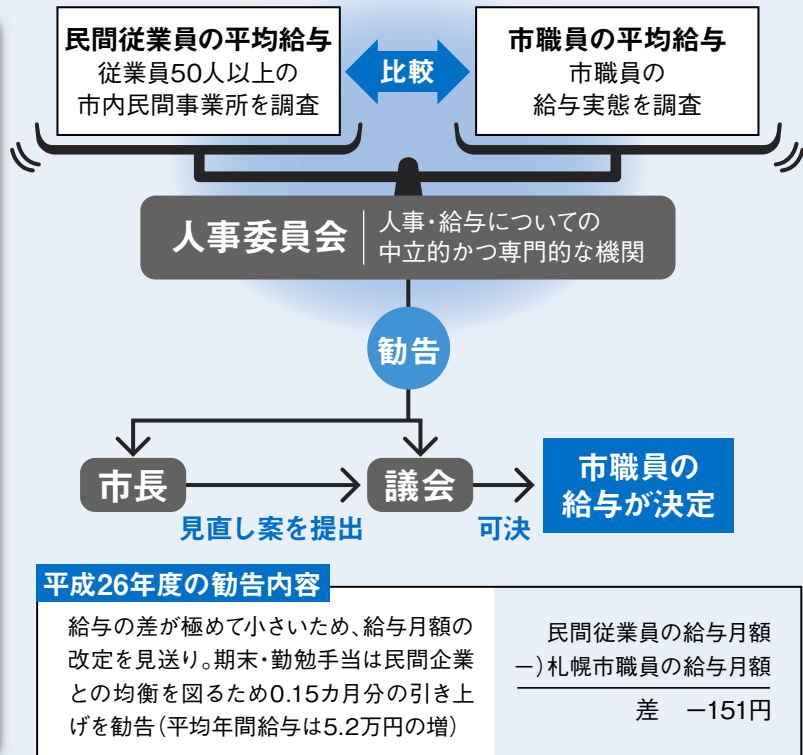 民間従業員の平均給与
従業員50人以上の
市内民間事業所を調査
比較
市職員の平均給与
市職員の
給与実態を調査
人事委員会
人事・給与についての
中立的かつ専門的な機関
勧告
市長
見直し案を提出
議会
可決
市職員の
給与が決定
平成26年度の勧告内容
給与の差が極めて小さいため、給与月額の
改定を見送り。期末・勤勉手当は民間企業
との均衡を図るため0.15カ月分の引き上
げを勧告(平均年間給与は5.2万円の増)
民間従業員の給与月額
－)札幌市職員の給与月額
差　－151円